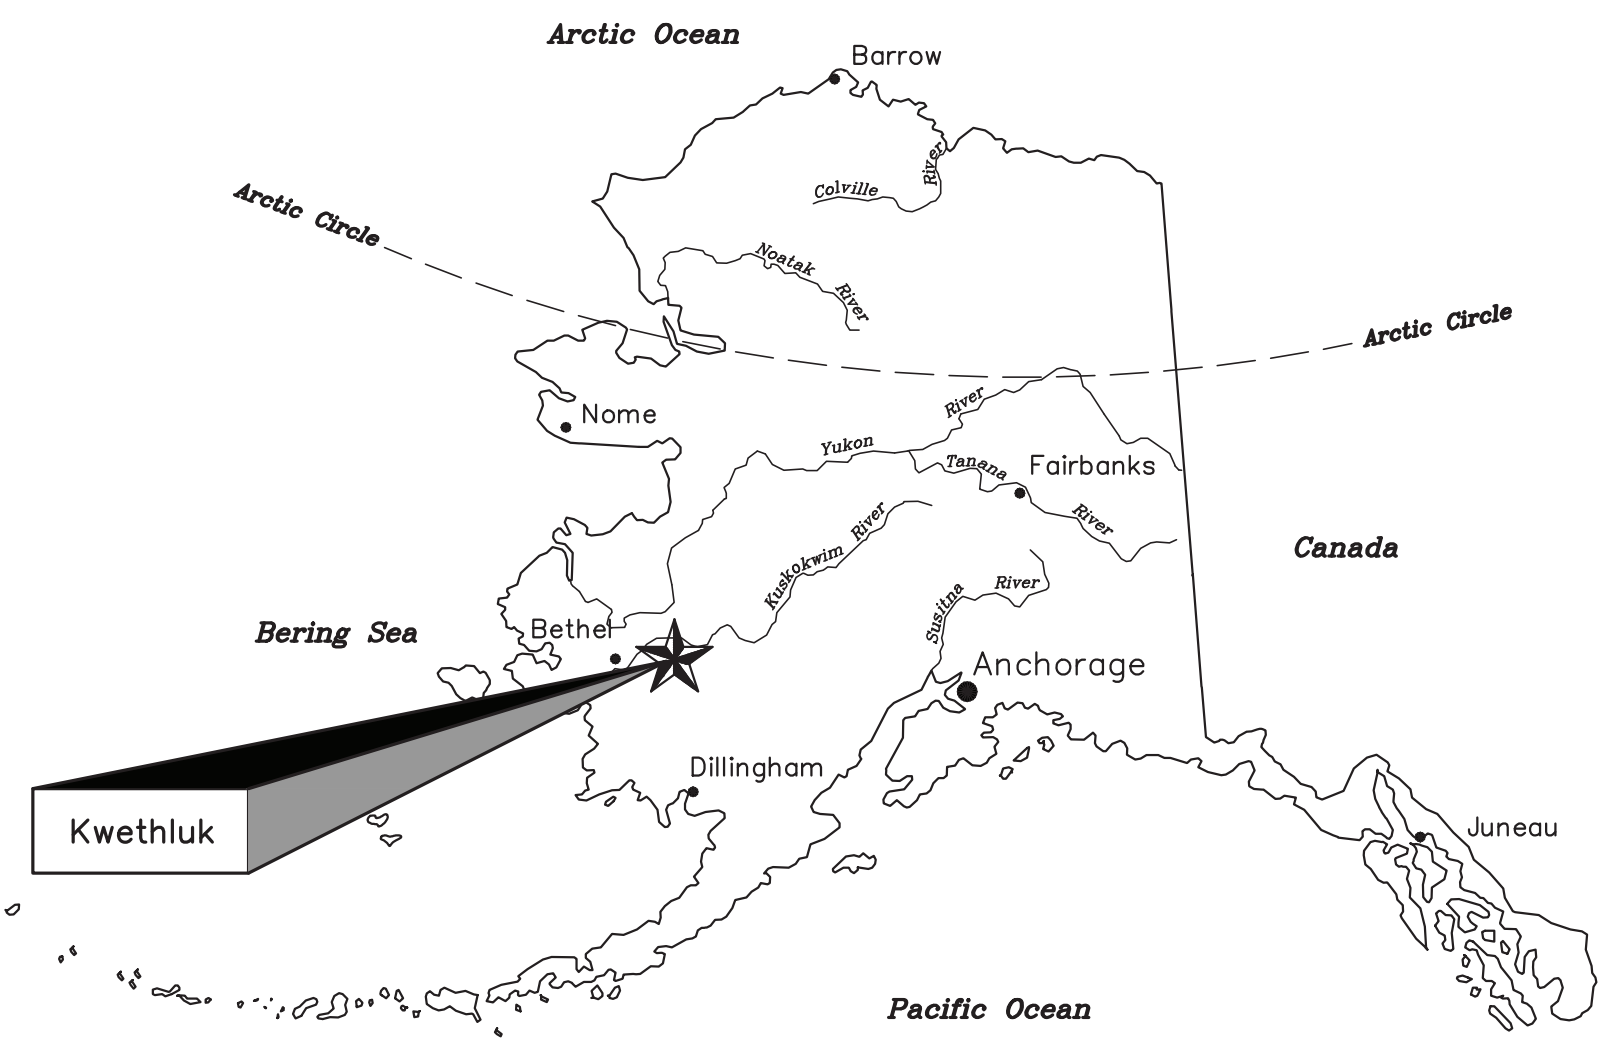 Arctic Ocean
Barrow
Colville River
Arctic Circle
Noatak River
Arctic Circle
Nome
Yukon River
Tanana River
Fairbanks
Kuskokwim River
Canada
Susitna River
Bering Sea
Bethel
Anchorage
Dillingham
Kwethluk
Juneau
Pacific Ocean